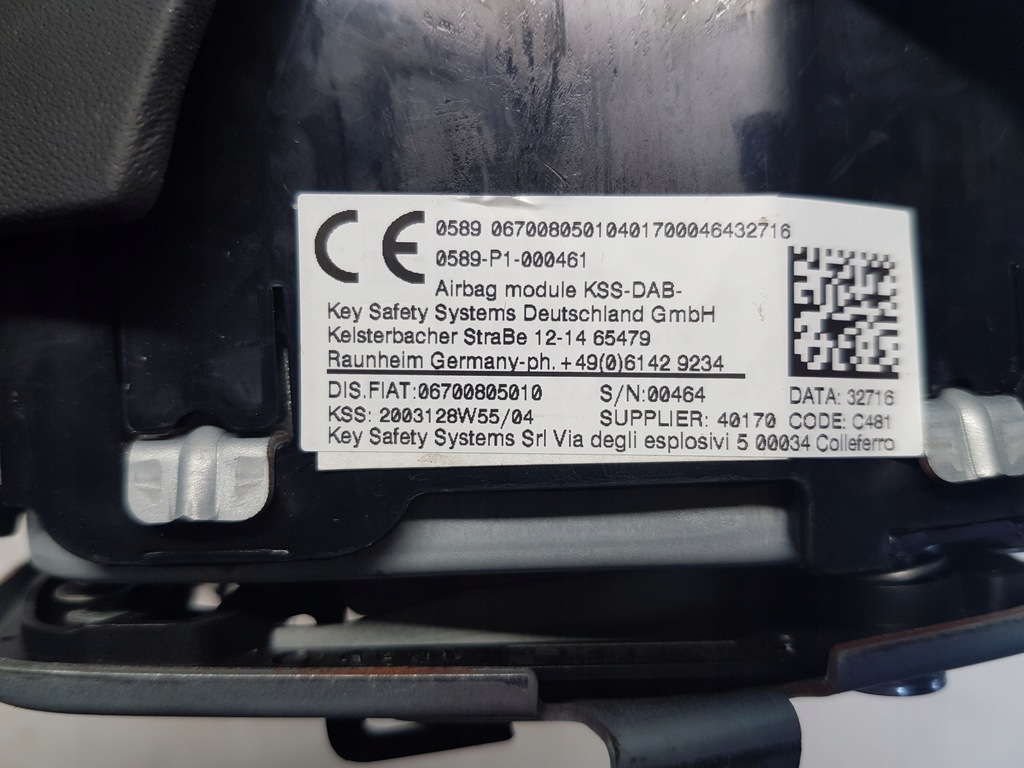 CE 0589 06700805010401700046432716
0589-P1-000461
Airbag module KSS-DAB-
Key Safety Systems Deutschland GmbH
Kelsterbacher StraBe 12-14 65479
Raunheim Germany-ph. +49(0)6142 9234
DIS.FIAT:06700805010 S/N:00464 DATA: 32716
KSS: 2003128W55/04 SUPPLIER: 40170 CODE: C481
Key Safety Systems Srl Via degli esplosivi 5 00034 Colleferro